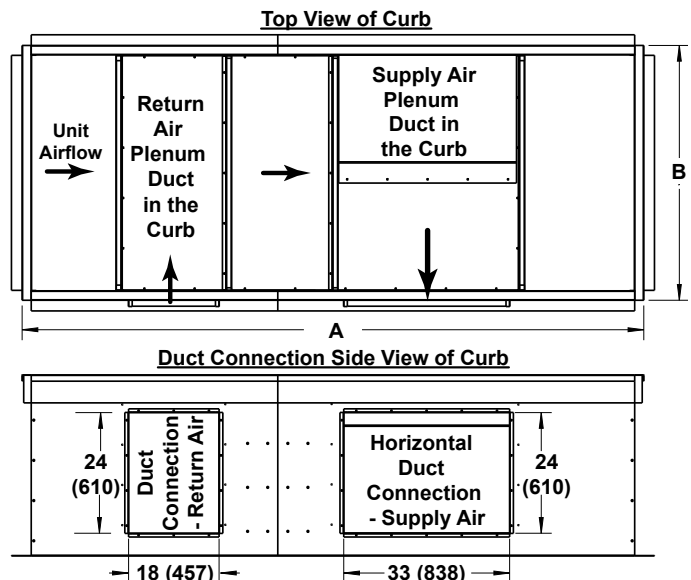 Top View of Curb
Unit
Airflow
Return
Air
Plenum
Duct
in the
Curb
Supply Air
Plenum
Duct in
the Curb
B
A
Duct Connection Side View of Curb
24
(610)
Duct
Connection
- Return Air
Horizontal
Duct
Connection
- Supply Air
24
(610)
18 (457)
33 (838)